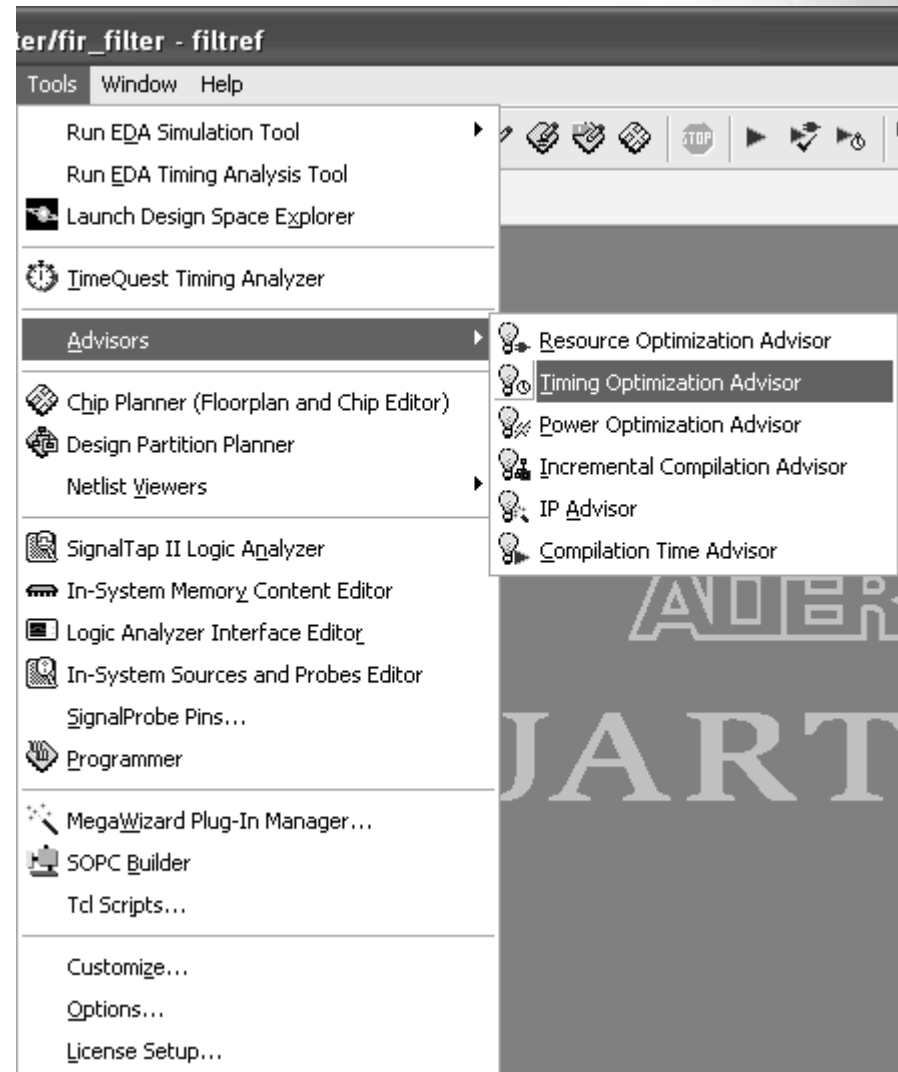 ter/fir_filter - filtref
Tools Window Help
Run EDA Simulation Tool
STOP
Run EDA Timing Analysis Tool
Launch Design Space Explorer
TimeQuest Timing Analyzer
Advisors
Resource Optimization Advisor
Timing Optimization Advisor
Power Optimization Advisor
Incremental Compilation Advisor
IP Advisor
Compilation Time Advisor
Chip Planner (Floorplan and Chip Editor)
Design Partition Planner
Netlist Viewers
SignalTap II Logic Analyzer
In-System Memory Content Editor
Logic Analyzer Interface Editor
In-System Sources and Probes Editor
SignalProbe Pins...
Programmer
MegaWizard Plug-In Manager...
SOPC Builder
Tcl Scripts...
Customize...
Options...
License Setup...
ALTER
UART